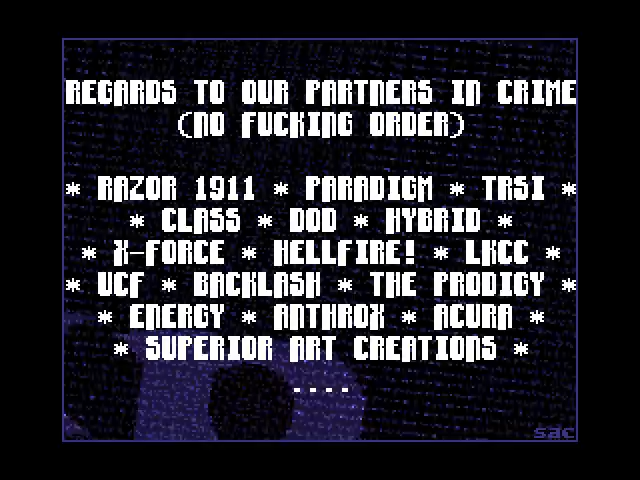 REGARDS TO OUR PARTNERS IN CRIME
(NO FUCKING ORDER)
* RAZOR 1911 * PARADIGM * TRSI *
* CLASS * DOD * HYBRID *
* X-FORCE * HELLFIRE! * LKCC *
* UCF * BACKLASH * THE PRODIGY *
* ENERGY * ANTHROX * ACURA *
* SUPERIOR ART CREATIONS *
....
sac